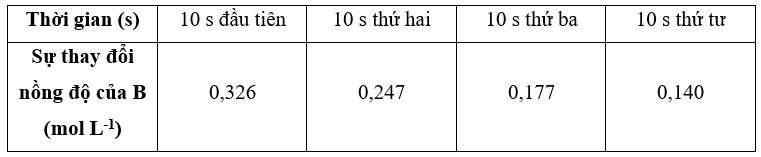 Thời gian (s) 10 s đầu tiên 10 s thứ hai 10 s thứ ba 10 s thứ tư
Sự thay đổi
nồng độ của B
(mol L⁻¹)
0,326 0,247 0,177 0,140